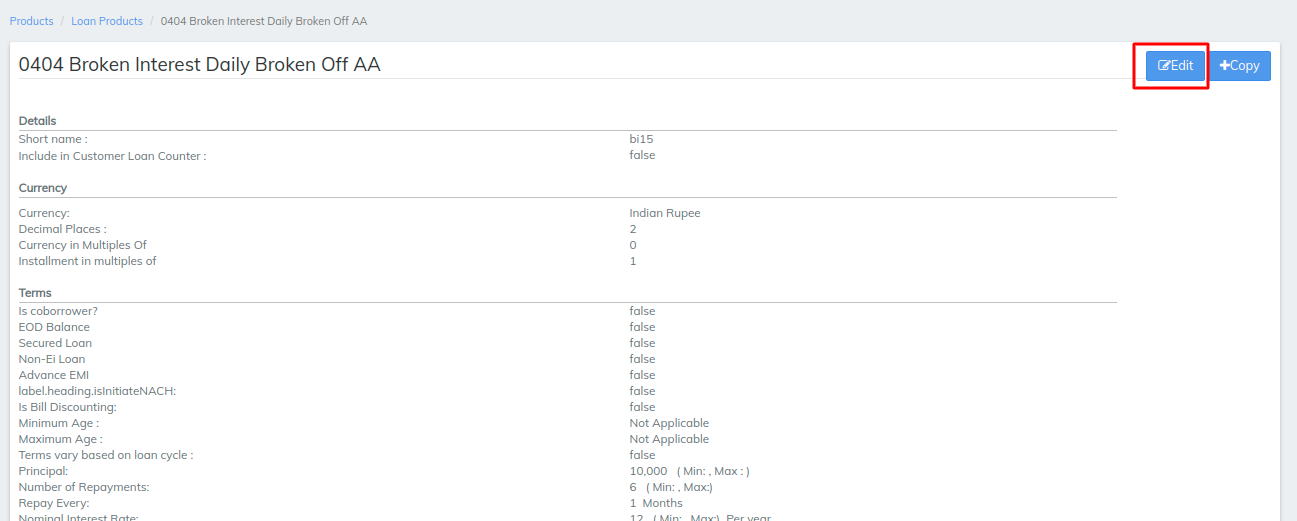 Products / Loan Products / 0404 Broken Interest Daily Broken Off AA
0404 Broken Interest Daily Broken Off AA Edit Copy
Details
Short name : bi15
Include in Customer Loan Counter : false
Currency
Currency: Indian Rupee
Decimal Places : 2
Currency in Multiples Of 0
Installment in multiples of 1
Terms
Is coborrower? false
EOD Balance false
Secured Loan false
Non-Ei Loan false
Advance EMI false
label.heading.isInitiateNACH: false
Is Bill Discounting: false
Minimum Age : Not Applicable
Maximum Age : Not Applicable
Terms vary based on loan cycle : false
Principal: 10,000 ( Min: , Max : )
Number of Repayments: 6 ( Min: , Max:)
Repay Every: 1 Months
Nominal Interest Rate: 12 ( Min: , Max:) Per year